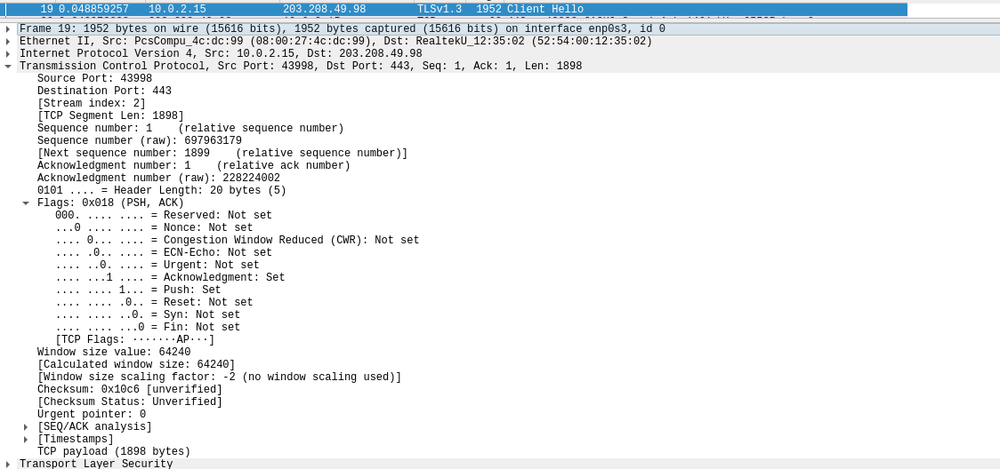 19 0.048859257 10.0.2.15 203.208.49.98 TLSv1.3 1952 Client Hello
Frame 19: 1952 bytes on wire (15616 bits), 1952 bytes captured (15616 bits) on interface enp0s3, id 0
Ethernet II, Src: PcsCompu_4c:dc:99 (08:00:27:4c:dc:99), Dst: RealtekU_12:35:02 (52:54:00:12:35:02)
Internet Protocol Version 4, Src: 10.0.2.15, Dst: 203.208.49.98
Transmission Control Protocol, Src Port: 43998, Dst Port: 443, Seq: 1, Ack: 1, Len: 1898
Source Port: 43998
Destination Port: 443
[Stream index: 2]
[TCP Segment Len: 1898]
Sequence number: 1    (relative sequence number)
Sequence number (raw): 697963179
[Next sequence number: 1899    (relative sequence number)]
Acknowledgment number: 1    (relative ack number)
Acknowledgment number (raw): 228224002
0101 .... = Header Length: 20 bytes (5)
Flags: 0x018 (PSH, ACK)
000. .... .... = Reserved: Not set
...0 .... .... = Nonce: Not set
.... 0... .... = Congestion Window Reduced (CWR): Not set
.... .0.. .... = ECN-Echo: Not set
.... ..0. .... = Urgent: Not set
.... ...1 .... = Acknowledgment: Set
.... .... 1... = Push: Set
.... .... .0.. = Reset: Not set
.... .... ..0. = Syn: Not set
.... .... ...0 = Fin: Not set
[TCP Flags: ·······AP···]
Window size value: 64240
[Calculated window size: 64240]
[Window size scaling factor: -2 (no window scaling used)]
Checksum: 0x10c6 [unverified]
[Checksum Status: Unverified]
Urgent pointer: 0
[SEQ/ACK analysis]
[Timestamps]
TCP payload (1898 bytes)
Transport Layer Security